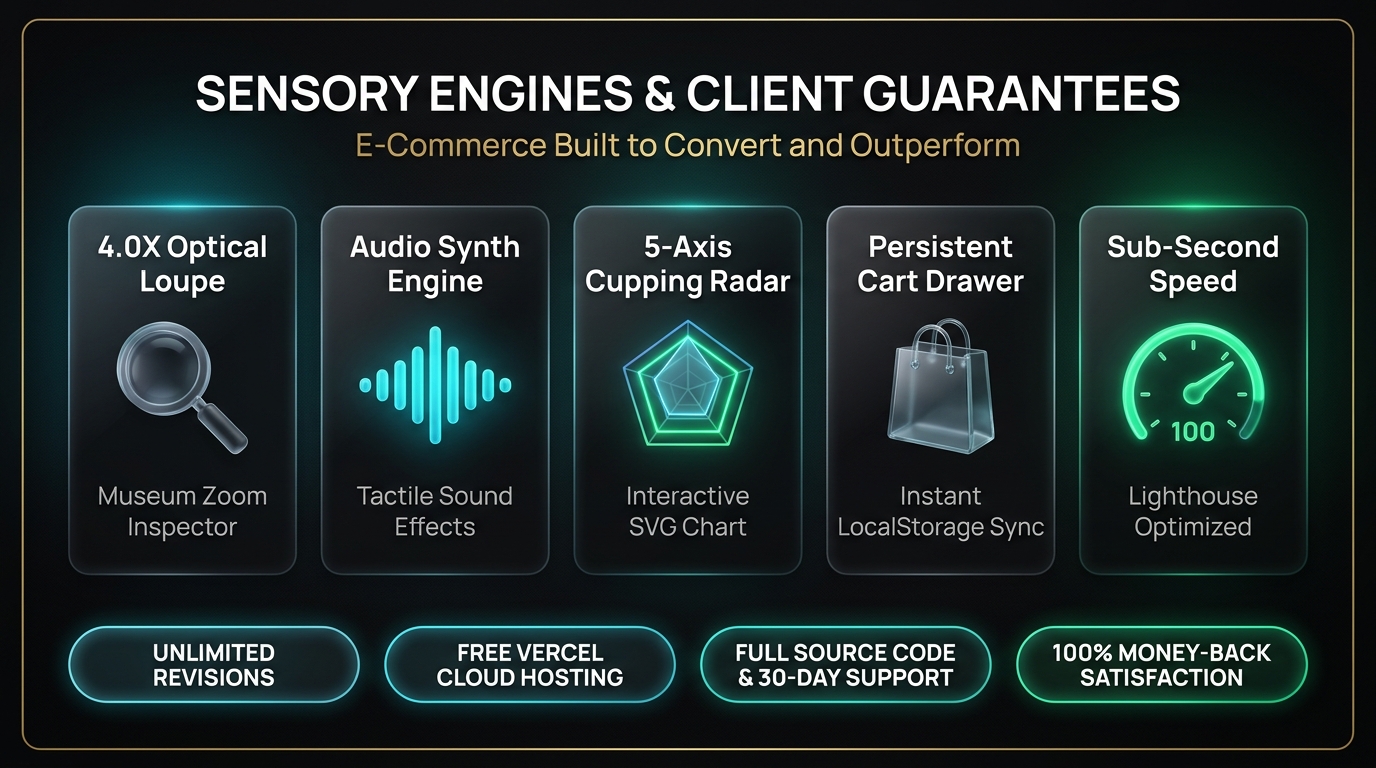 SENSORY ENGINES & CLIENT GUARANTEES
E-Commerce Built to Convert and Outperform
4.0X Optical
Loupe
Museum Zoom
Inspector
Audio Synth
Engine
Tactile Sound
Effects
5-Axis
Cupping Radar
Interactive
SVG Chart
Persistent
Cart Drawer
Instant
LocalStorage Sync
Sub-Second
Speed
100
Lighthouse
Optimized
UNLIMITED
REVISIONS
FREE VERCEL
CLOUD HOSTING
FULL SOURCE CODE
& 30-DAY SUPPORT
100% MONEY-BACK
SATISFACTION